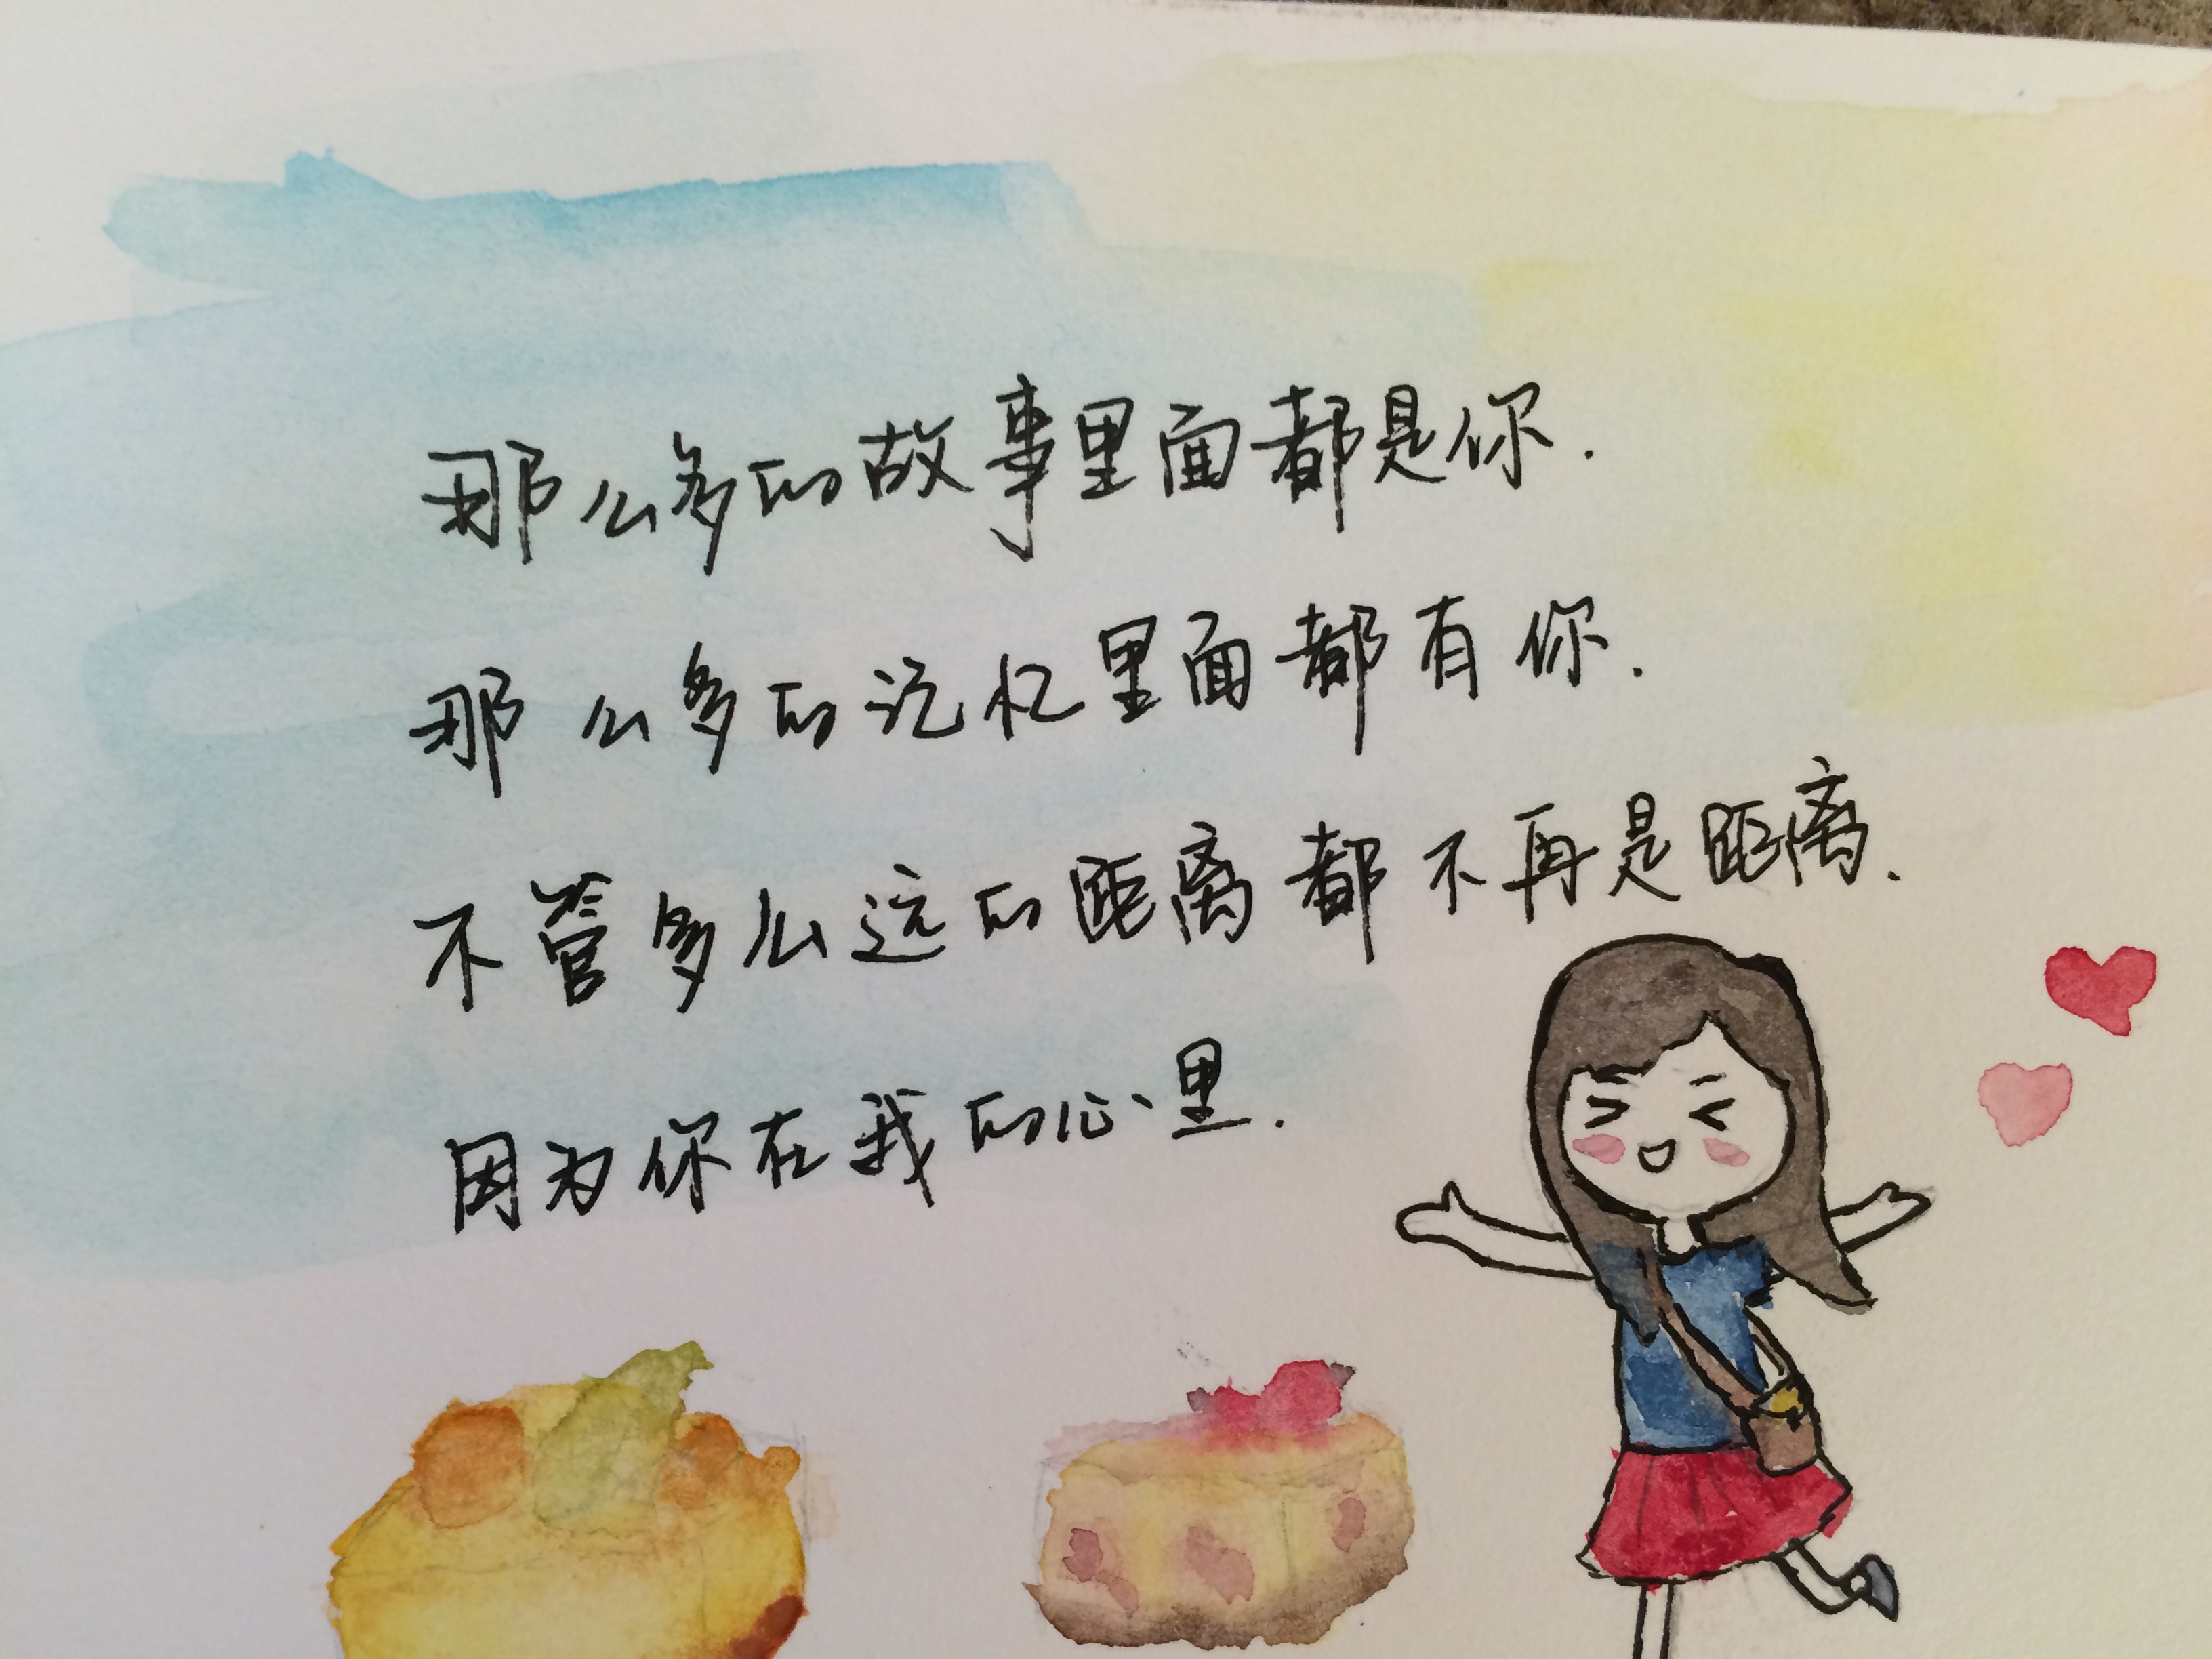 那么多的故事里面都是你.
那么多的记忆里面都有你.
不管多么远的距离都不再是距离.
因为你在我的心里.